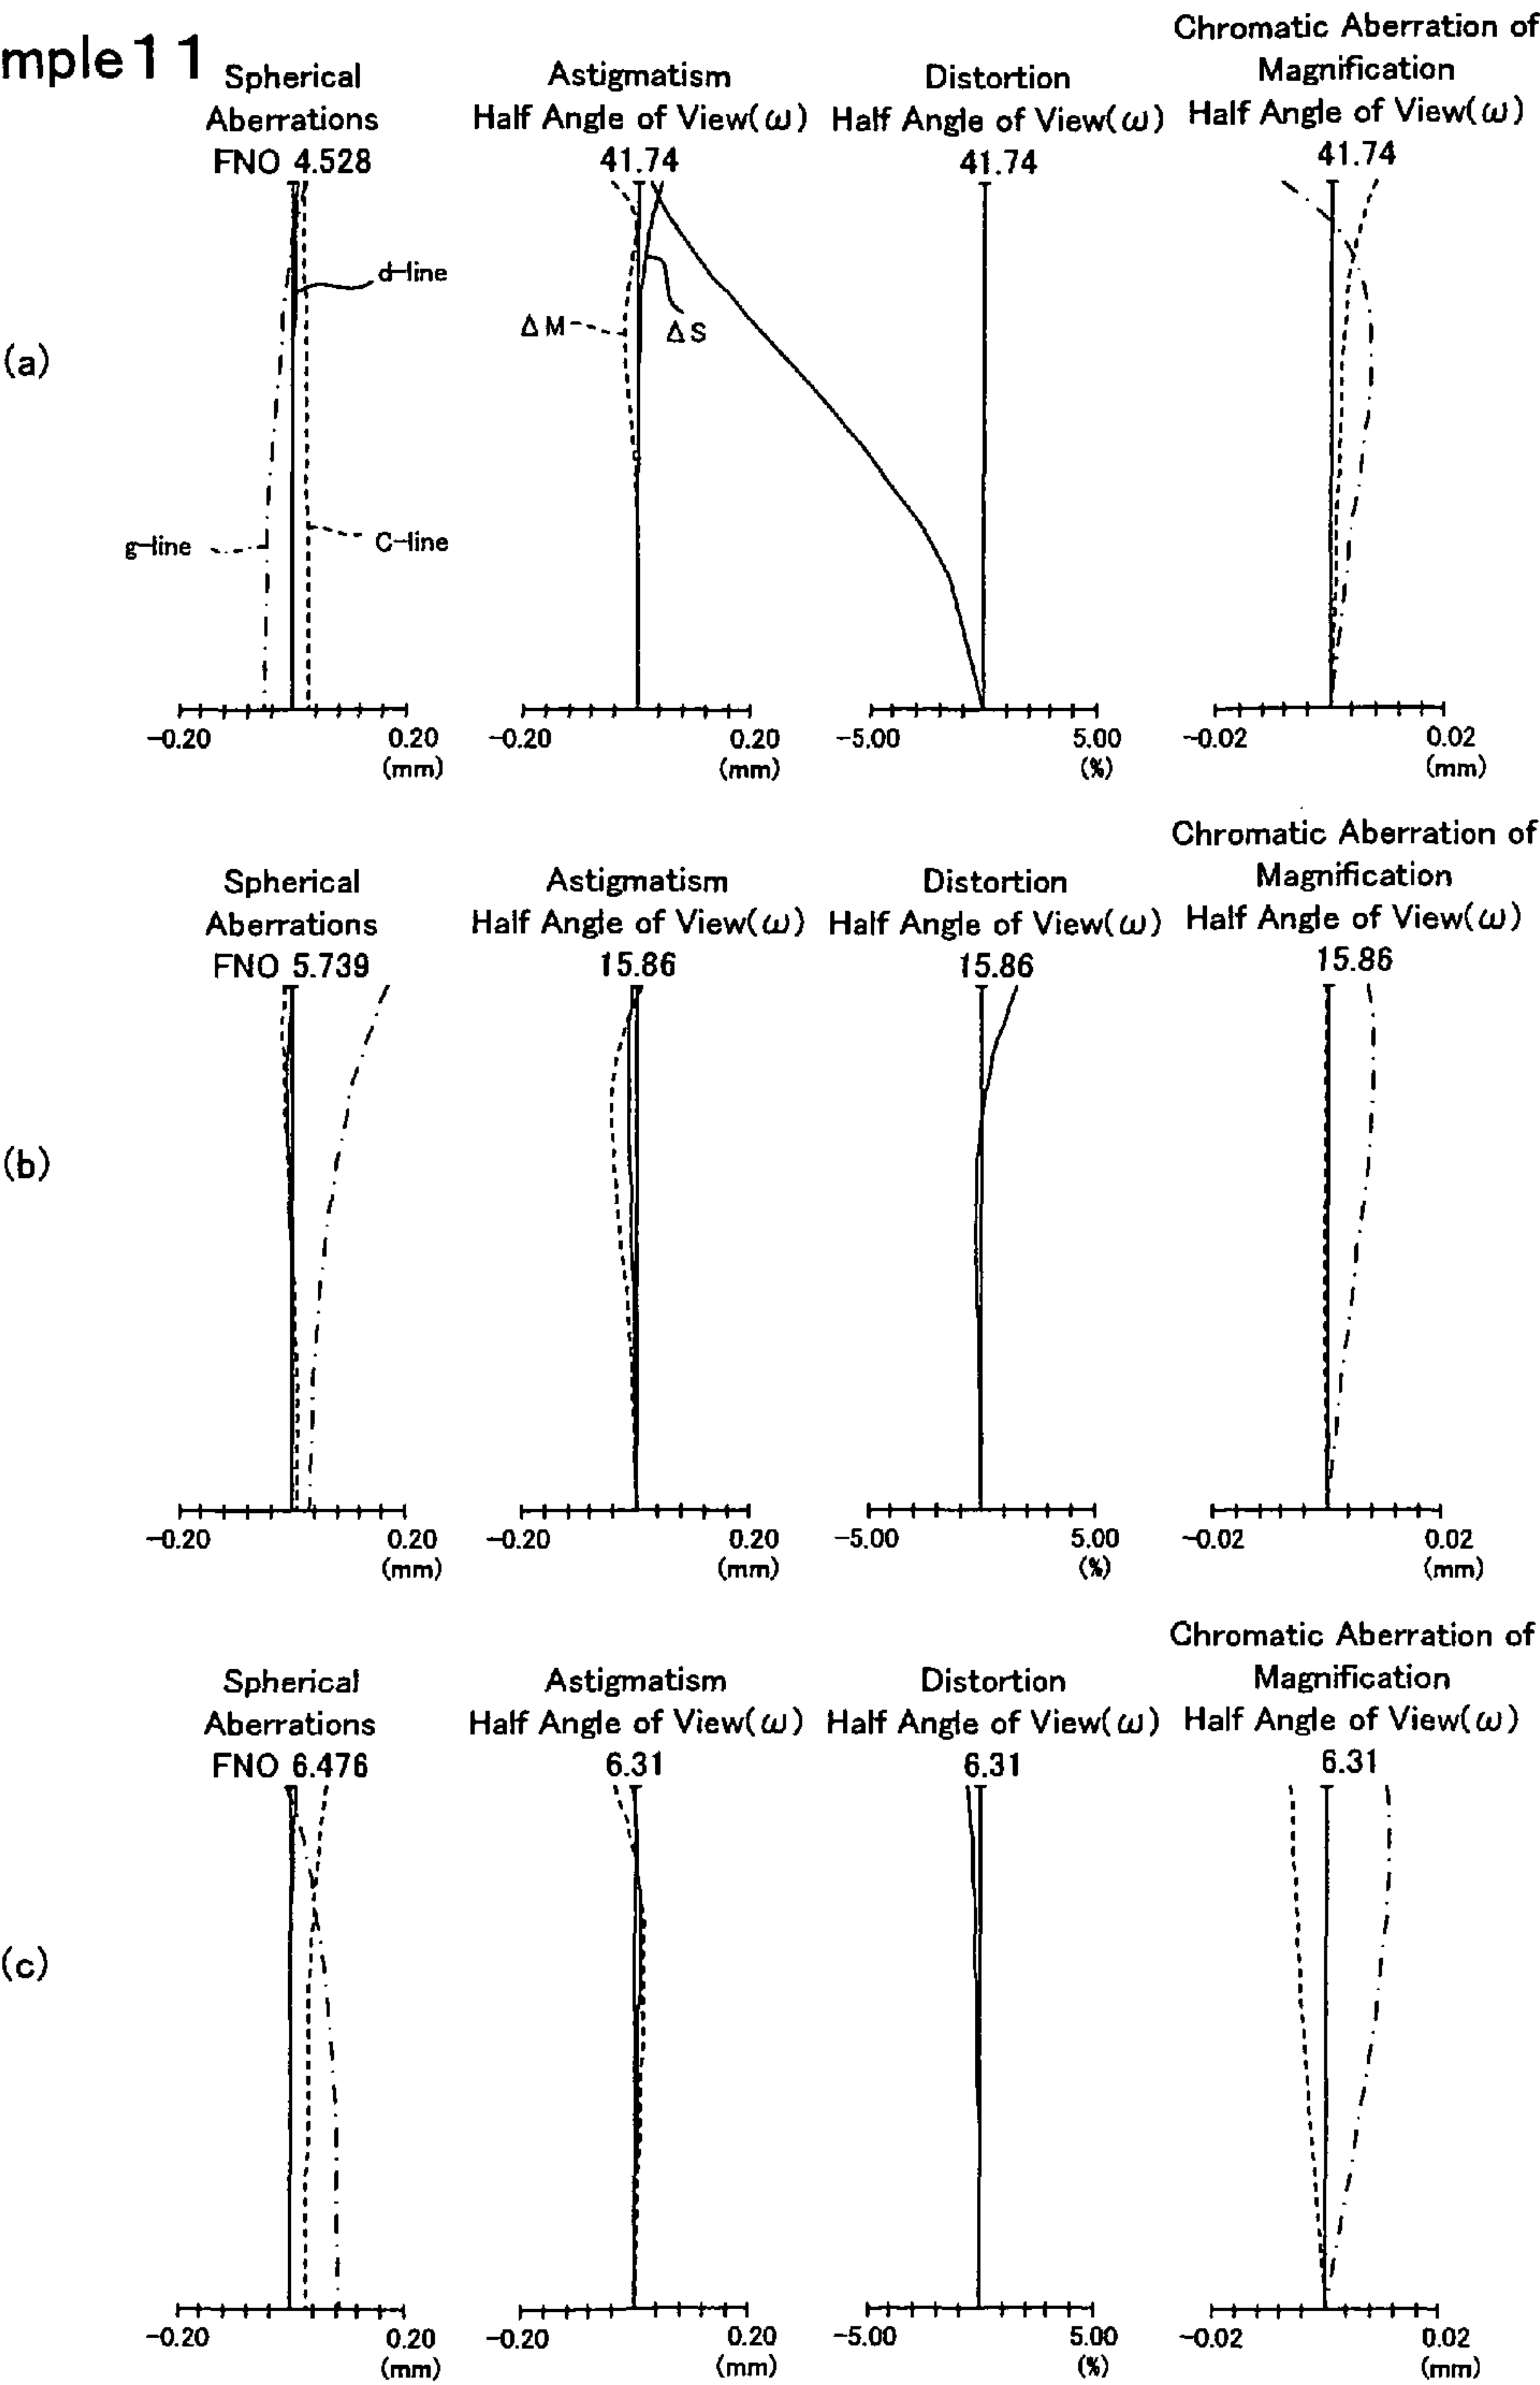 mple11
Spherical
Aberrations
FNO 4.528
Astigmatism
Half Angle of View(ω)
41.74
Distortion
Half Angle of View(ω)
41.74
Chromatic Aberration of
Magnification
Half Angle of View(ω)
41.74
(a)
d-line
g-line
C-line
ΔM
ΔS
-0.20
0.20
(mm)
-0.20
0.20
(mm)
-5.00
5.00
(%)
-0.02
0.02
(mm)
Spherical
Aberrations
FNO 5.739
Astigmatism
Half Angle of View(ω)
15.86
Distortion
Half Angle of View(ω)
15.86
Chromatic Aberration of
Magnification
Half Angle of View(ω)
15.86
(b)
-0.20
0.20
(mm)
-0.20
0.20
(mm)
-5.00
5.00
(%)
-0.02
0.02
(mm)
Spherical
Aberrations
FNO 6.476
Astigmatism
Half Angle of View(ω)
6.31
Distortion
Half Angle of View(ω)
6.31
Chromatic Aberration of
Magnification
Half Angle of View(ω)
6.31
(c)
-0.20
0.20
(mm)
-0.20
0.20
(mm)
-5.00
5.00
(%)
-0.02
0.02
(mm)